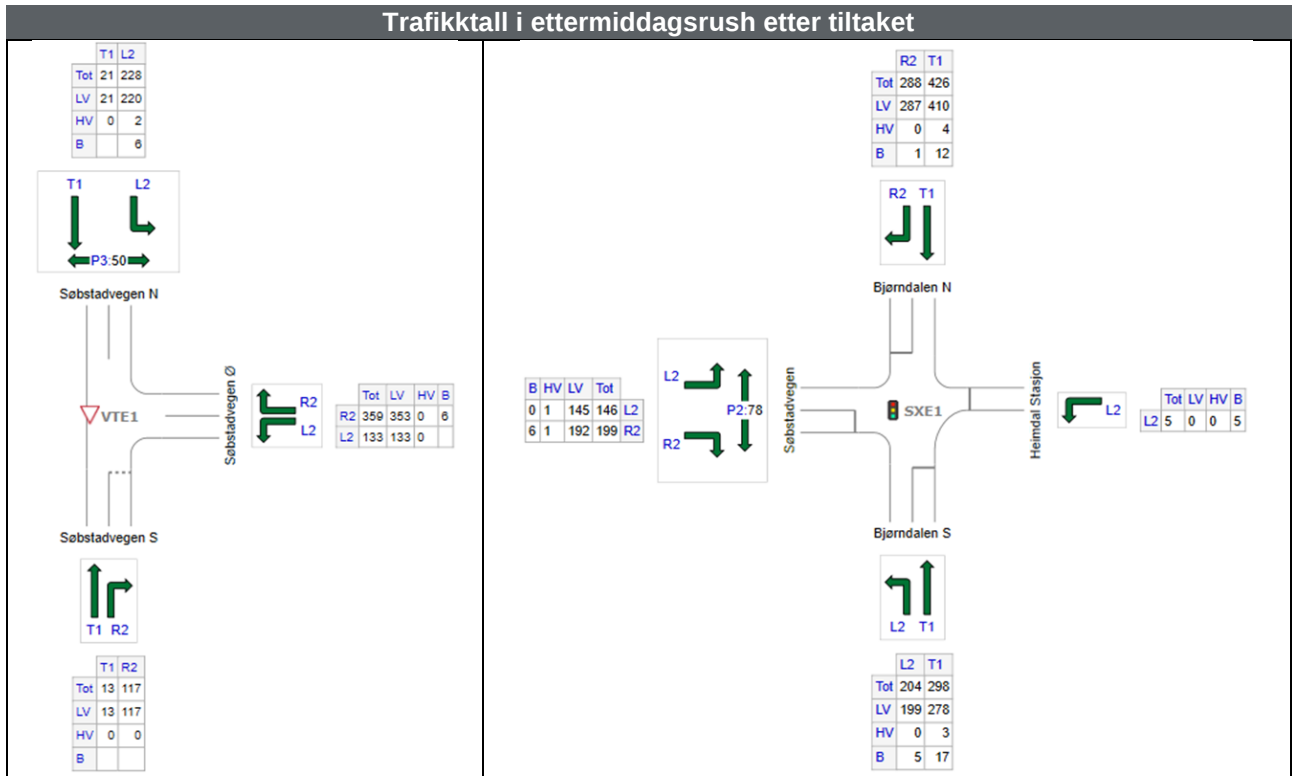 Trafikktall i ettermiddagsrush etter tiltaket
T1 L2
Tot 21 228
LV 21 220
HV 0 2
B 6
T1 L2
P3:50
Søbstadvegen N
VTE1
Søbstadvegen Ø
R2
L2
Tot LV HV B
R2 359 353 0 6
L2 133 133 0
Søbstadvegen S
T1 R2
T1 R2
Tot 13 117
LV 13 117
HV 0 0
B
R2 T1
Tot 288 426
LV 287 410
HV 0 4
B 1 12
R2 T1
Bjørndalen N
B HV LV Tot
0 1 145 146 L2
6 1 192 199 R2
L2
P2:78
R2
Søbstadvegen
SXE1
Heimdal Stasjon
L2
Tot LV HV B
L2 5 0 0 5
Bjørndalen S
L2 T1
L2 T1
Tot 204 298
LV 199 278
HV 0 3
B 5 17